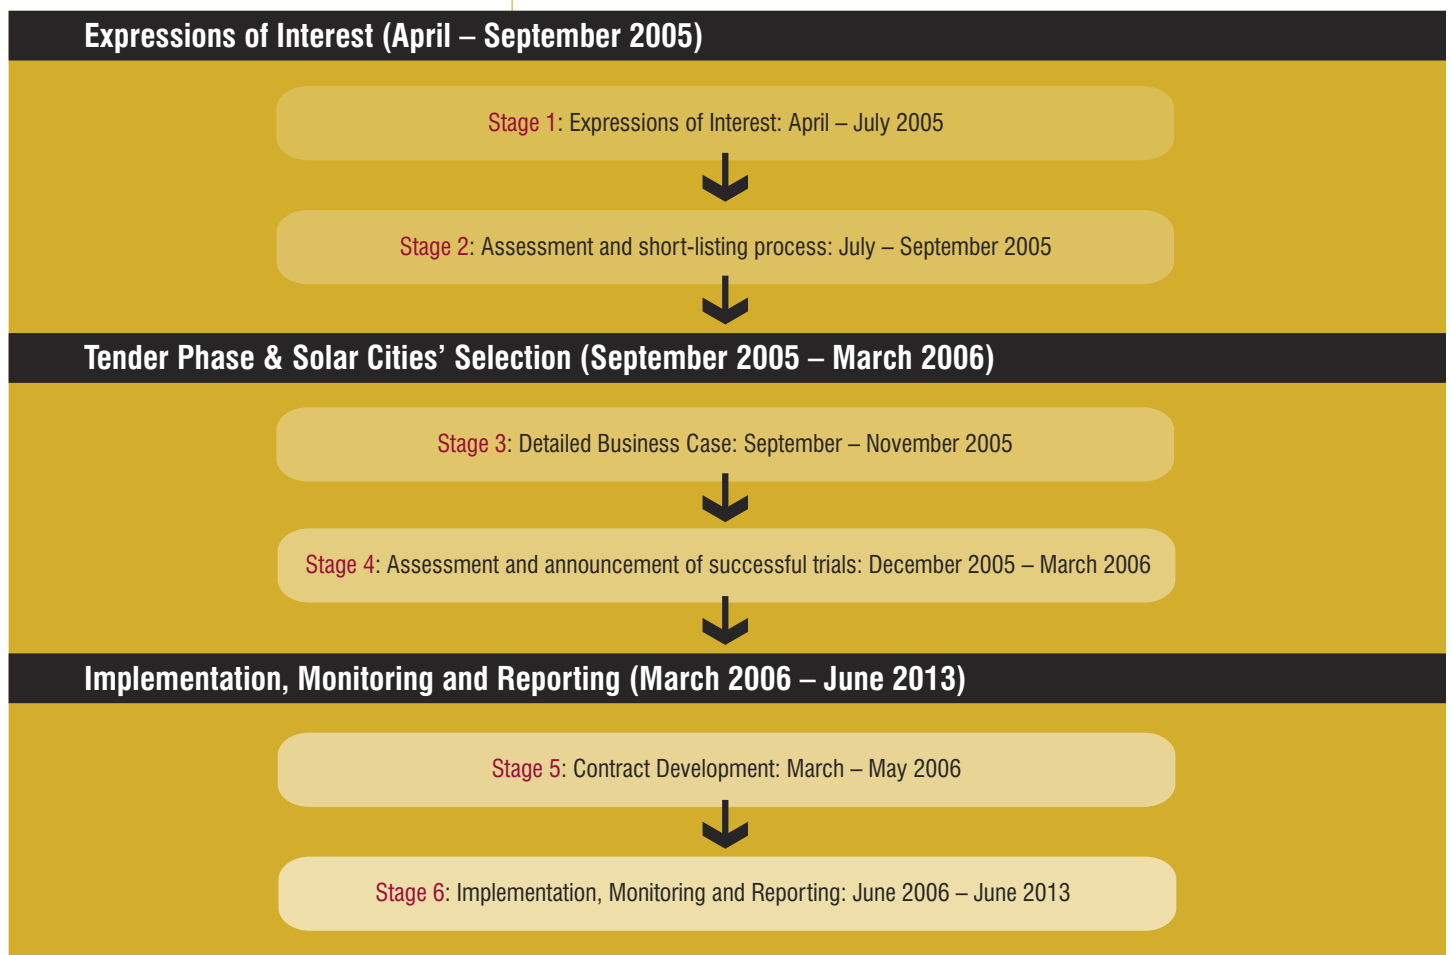 Expressions of Interest (April – September 2005)
Stage 1: Expressions of Interest: April – July 2005
Stage 2: Assessment and short-listing process: July – September 2005
Tender Phase & Solar Cities’ Selection (September 2005 – March 2006)
Stage 3: Detailed Business Case: September – November 2005
Stage 4: Assessment and announcement of successful trials: December 2005 – March 2006
Implementation, Monitoring and Reporting (March 2006 – June 2013)
Stage 5: Contract Development: March – May 2006
Stage 6: Implementation, Monitoring and Reporting: June 2006 – June 2013